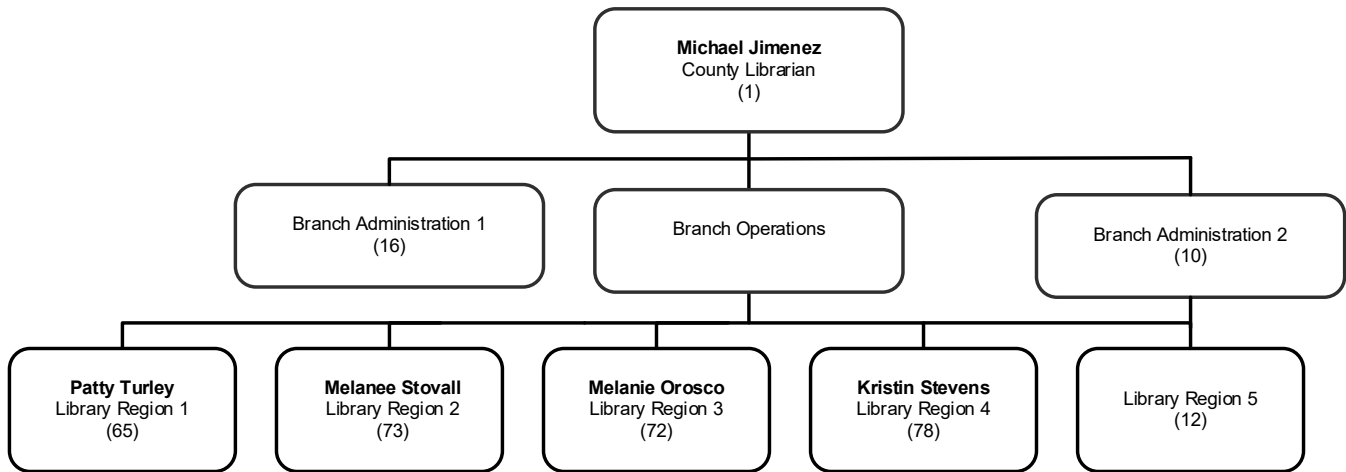 Michael Jimenez
County Librarian
(1)
Branch Administration 1
(16)
Branch Operations
Branch Administration 2
(10)
Patty Turley
Library Region 1
(65)
Melanee Stovall
Library Region 2
(73)
Melanie Orosco
Library Region 3
(72)
Kristin Stevens
Library Region 4
(78)
Library Region 5
(12)